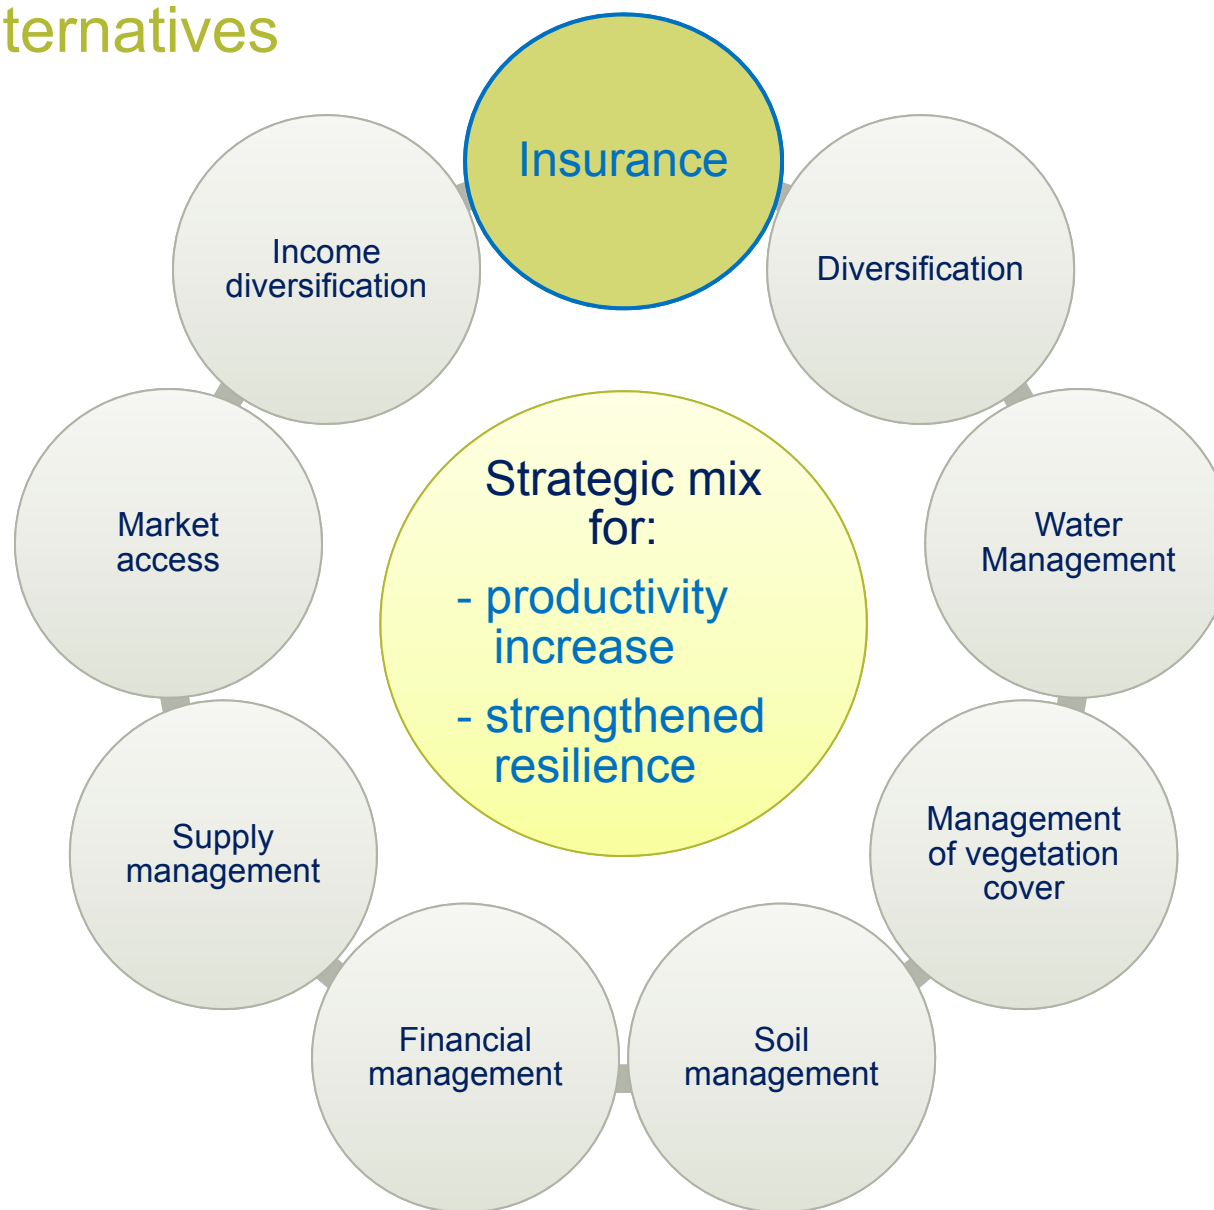 ternatives
Insurance
Diversification
Water
Management
Management
of vegetation
cover
Soil
management
Financial
management
Supply
management
Market
access
Income
diversification
Strategic mix
for:
- productivity
increase
- strengthened
resilience